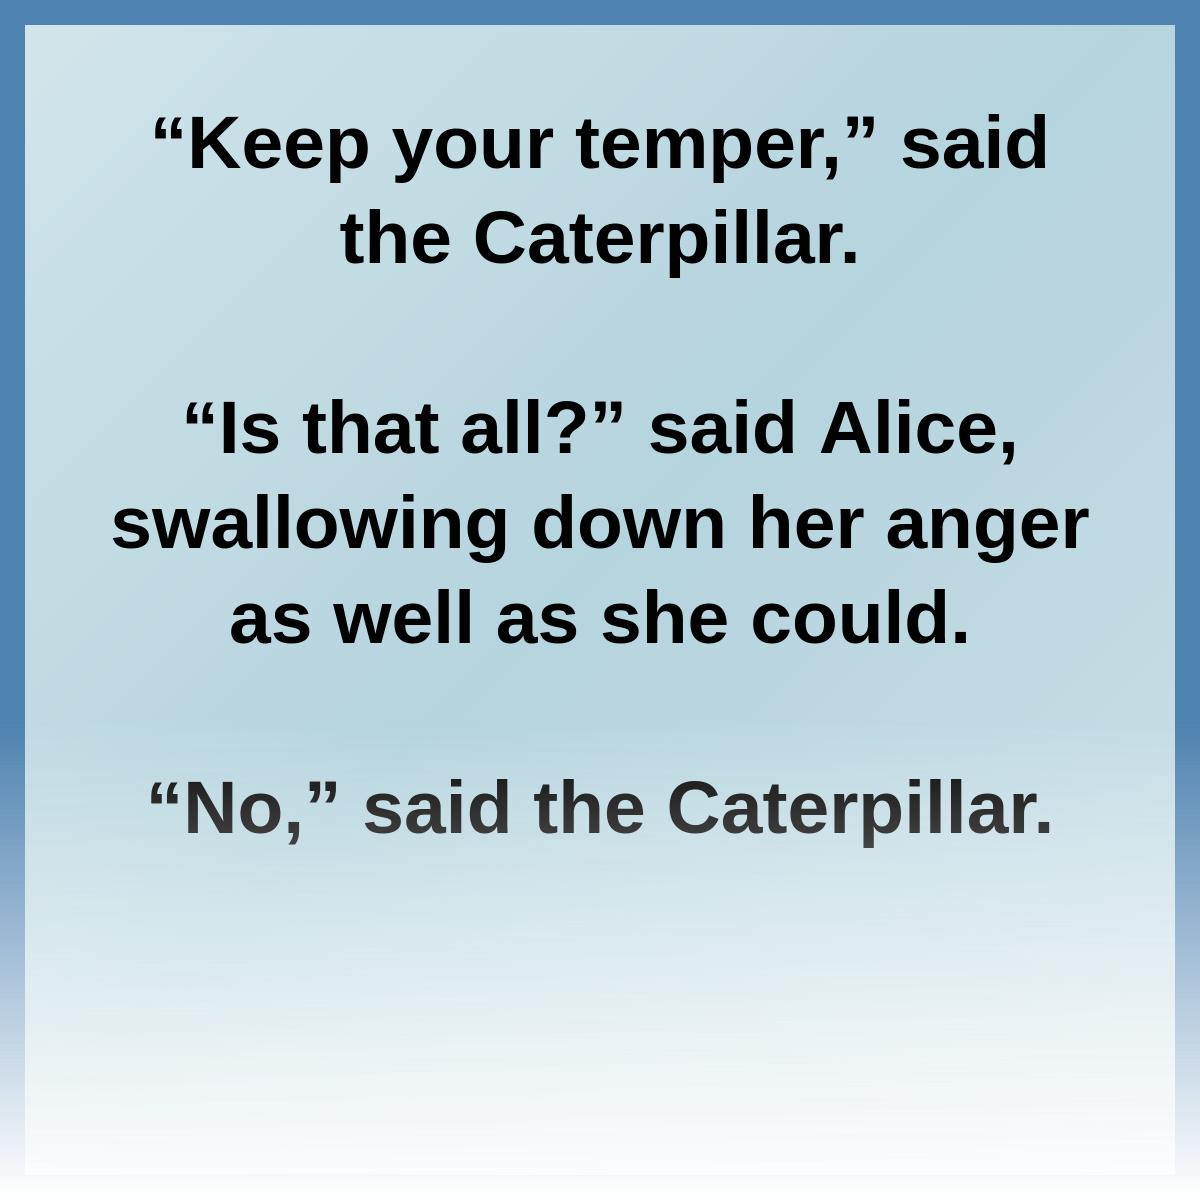 “Keep your temper,” said
the Caterpillar.
“Is that all?” said Alice,
swallowing down her anger
as well as she could.
“No,” said the Caterpillar.